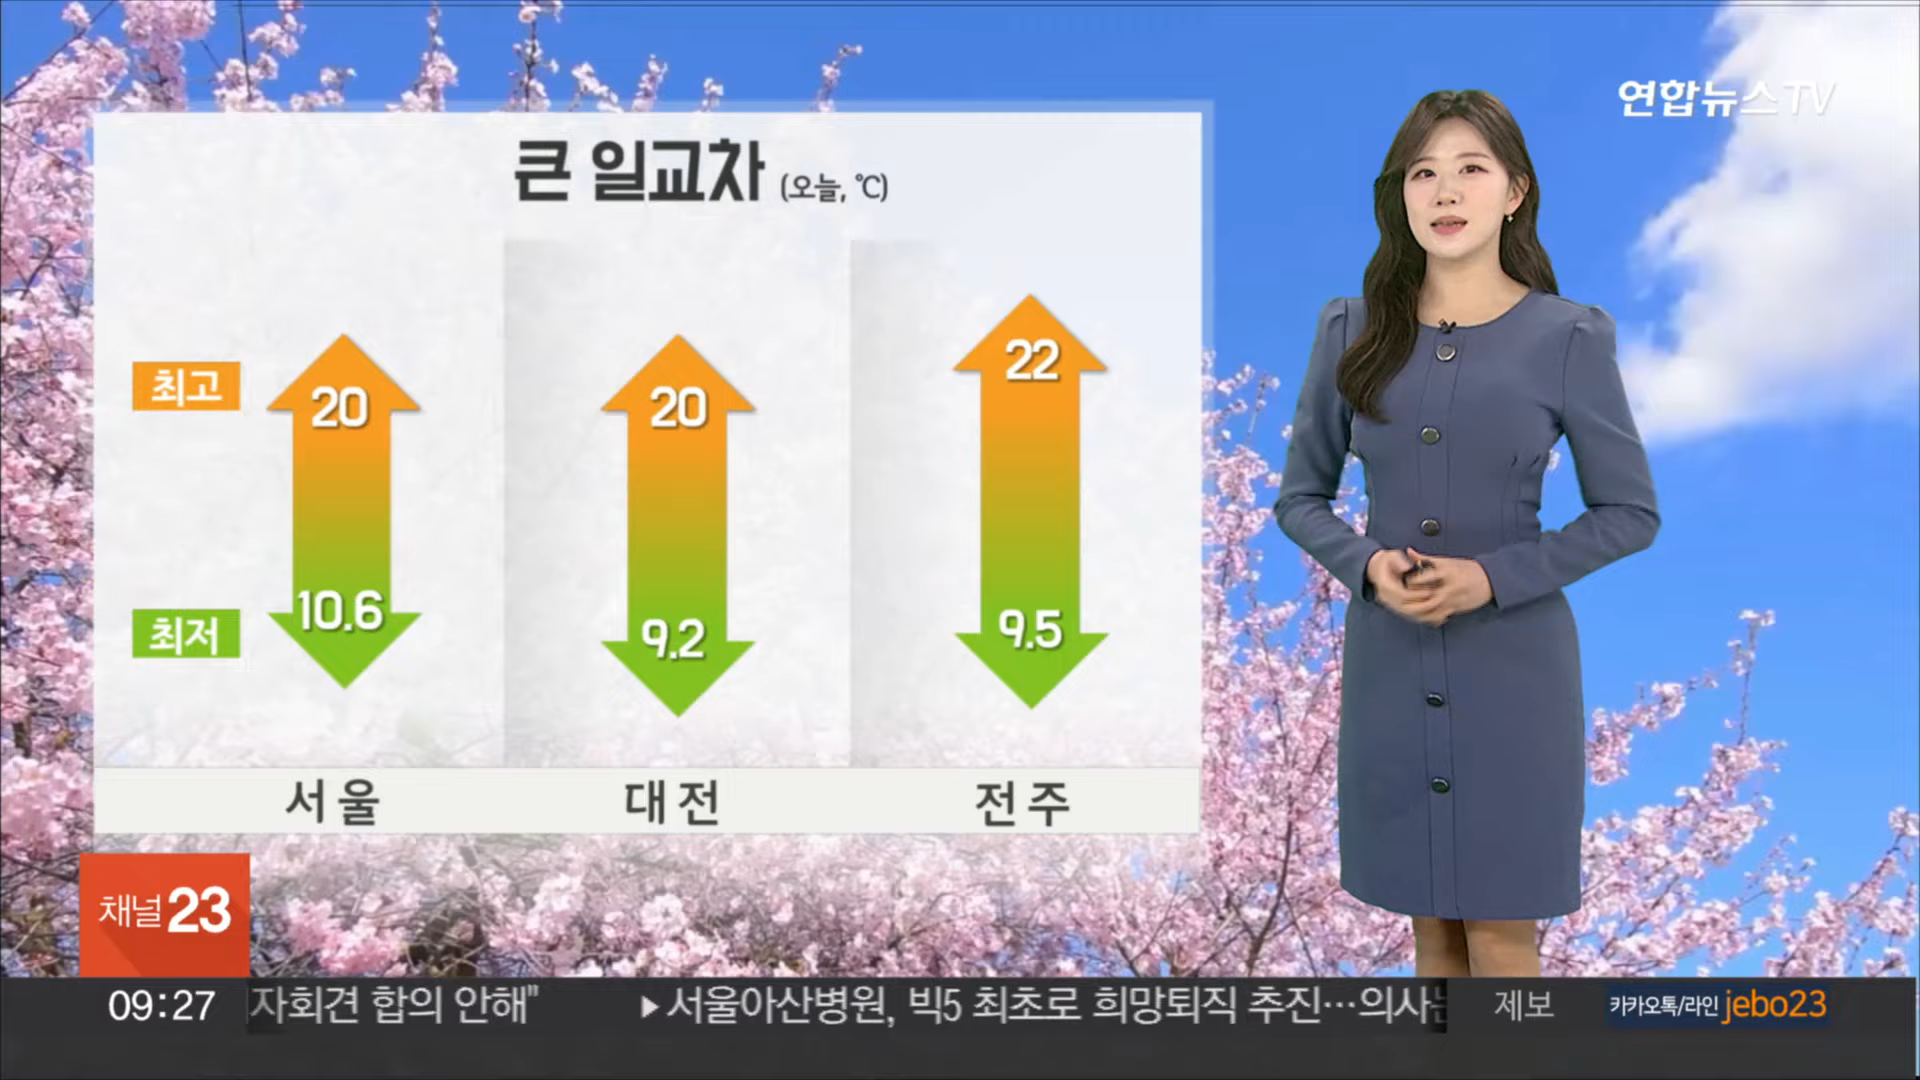 연합뉴스TV
큰 일교차 (오늘, ℃)
최고
20
20
22
최저
10.6
9.2
9.5
서울
대전
전주
채널 23
09:27
자회견 합의 안해”
▶서울아산병원, 빅5 최초로 희망퇴직 추진…의사는
제보
카카오톡/라인 jebo23